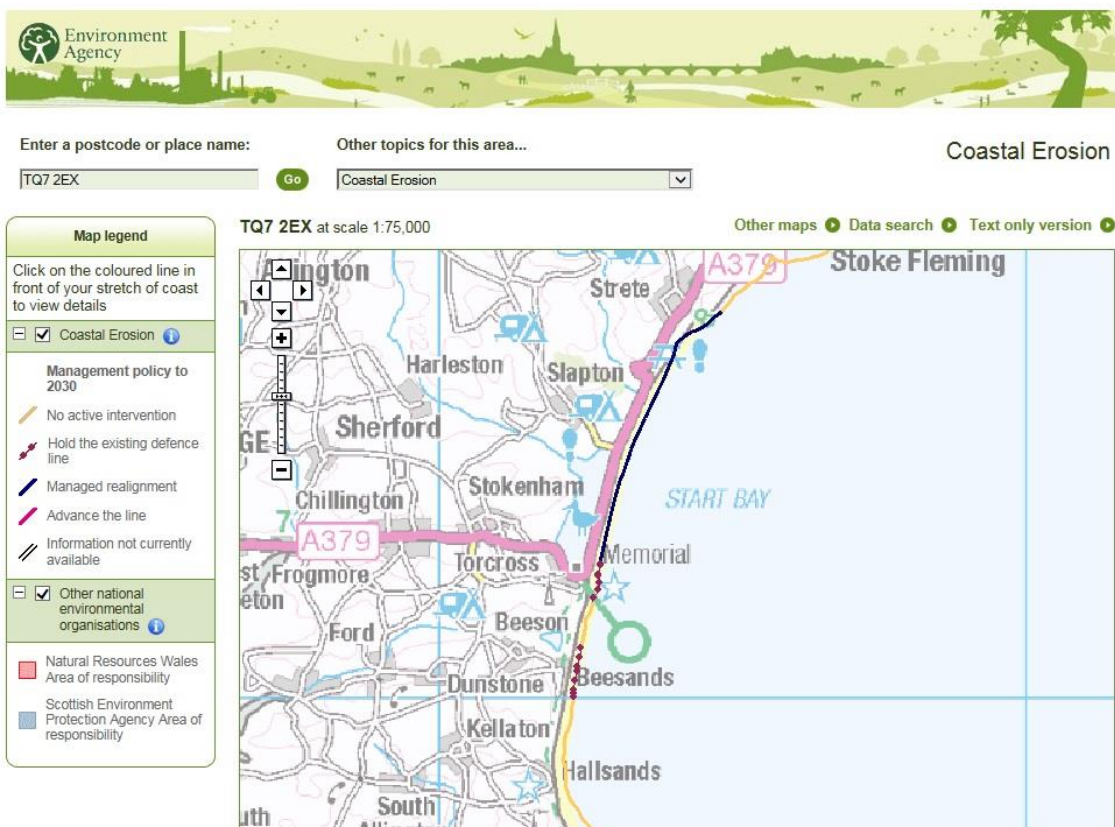 Environment
Agency
Enter a postcode or place name:
Other topics for this area...
Coastal Erosion
TQ7 2EX
Go
Coastal Erosion
Map legend
TQ7 2EX at scale 1:75,000
Other maps
Data search
Text only version
Click on the coloured line in
front of your stretch of coast
to view details
Coastal Erosion
Management policy to
2030
No active intervention
Hold the existing defence
line
Managed realignment
Advance the line
Information not currently
available
Other national
environmental
organisations
Natural Resources Wales
Area of responsibility
Scottish Environment
Protection Agency Area of
responsibility
A379
Stoke Fleming
Strete
Harleston
Slapton
Sherford
GE
Stokenham
START BAY
Chillington
7
A379
Memorial
Torcross
st Frogmore
eton
Ford
Beeson
Beesands
Dunstone
Kellaton
Hallsands
South
uth